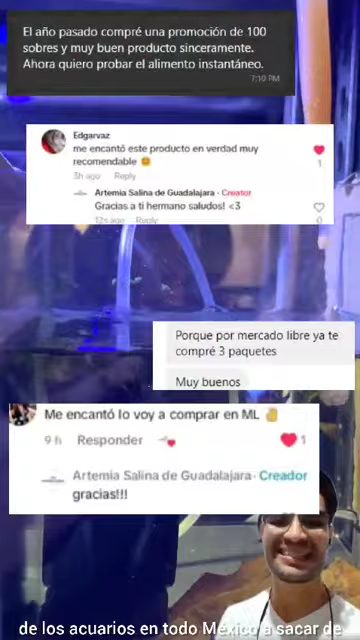 El año pasado compré una promoción de 100
sobres y muy buen producto sinceramente.
Ahora quiero probar el alimento instantáneo.
7:10 PM
Edgarvaz
me encantó este producto en verdad muy
recomendable 😊
1
3h ago Reply
Artemia Salina de Guadalajara · Creator
Gracias a ti hermano saludos! <3
12s ago Reply
0
Porque por mercado libre ya te
compré 3 paquetes
Muy buenos
Me encantó lo voy a comprar en ML 👌
9 h Responder
1
Artemia Salina de Guadalajara · Creador
gracias!!!
de los acuarios en todo México a sacar de